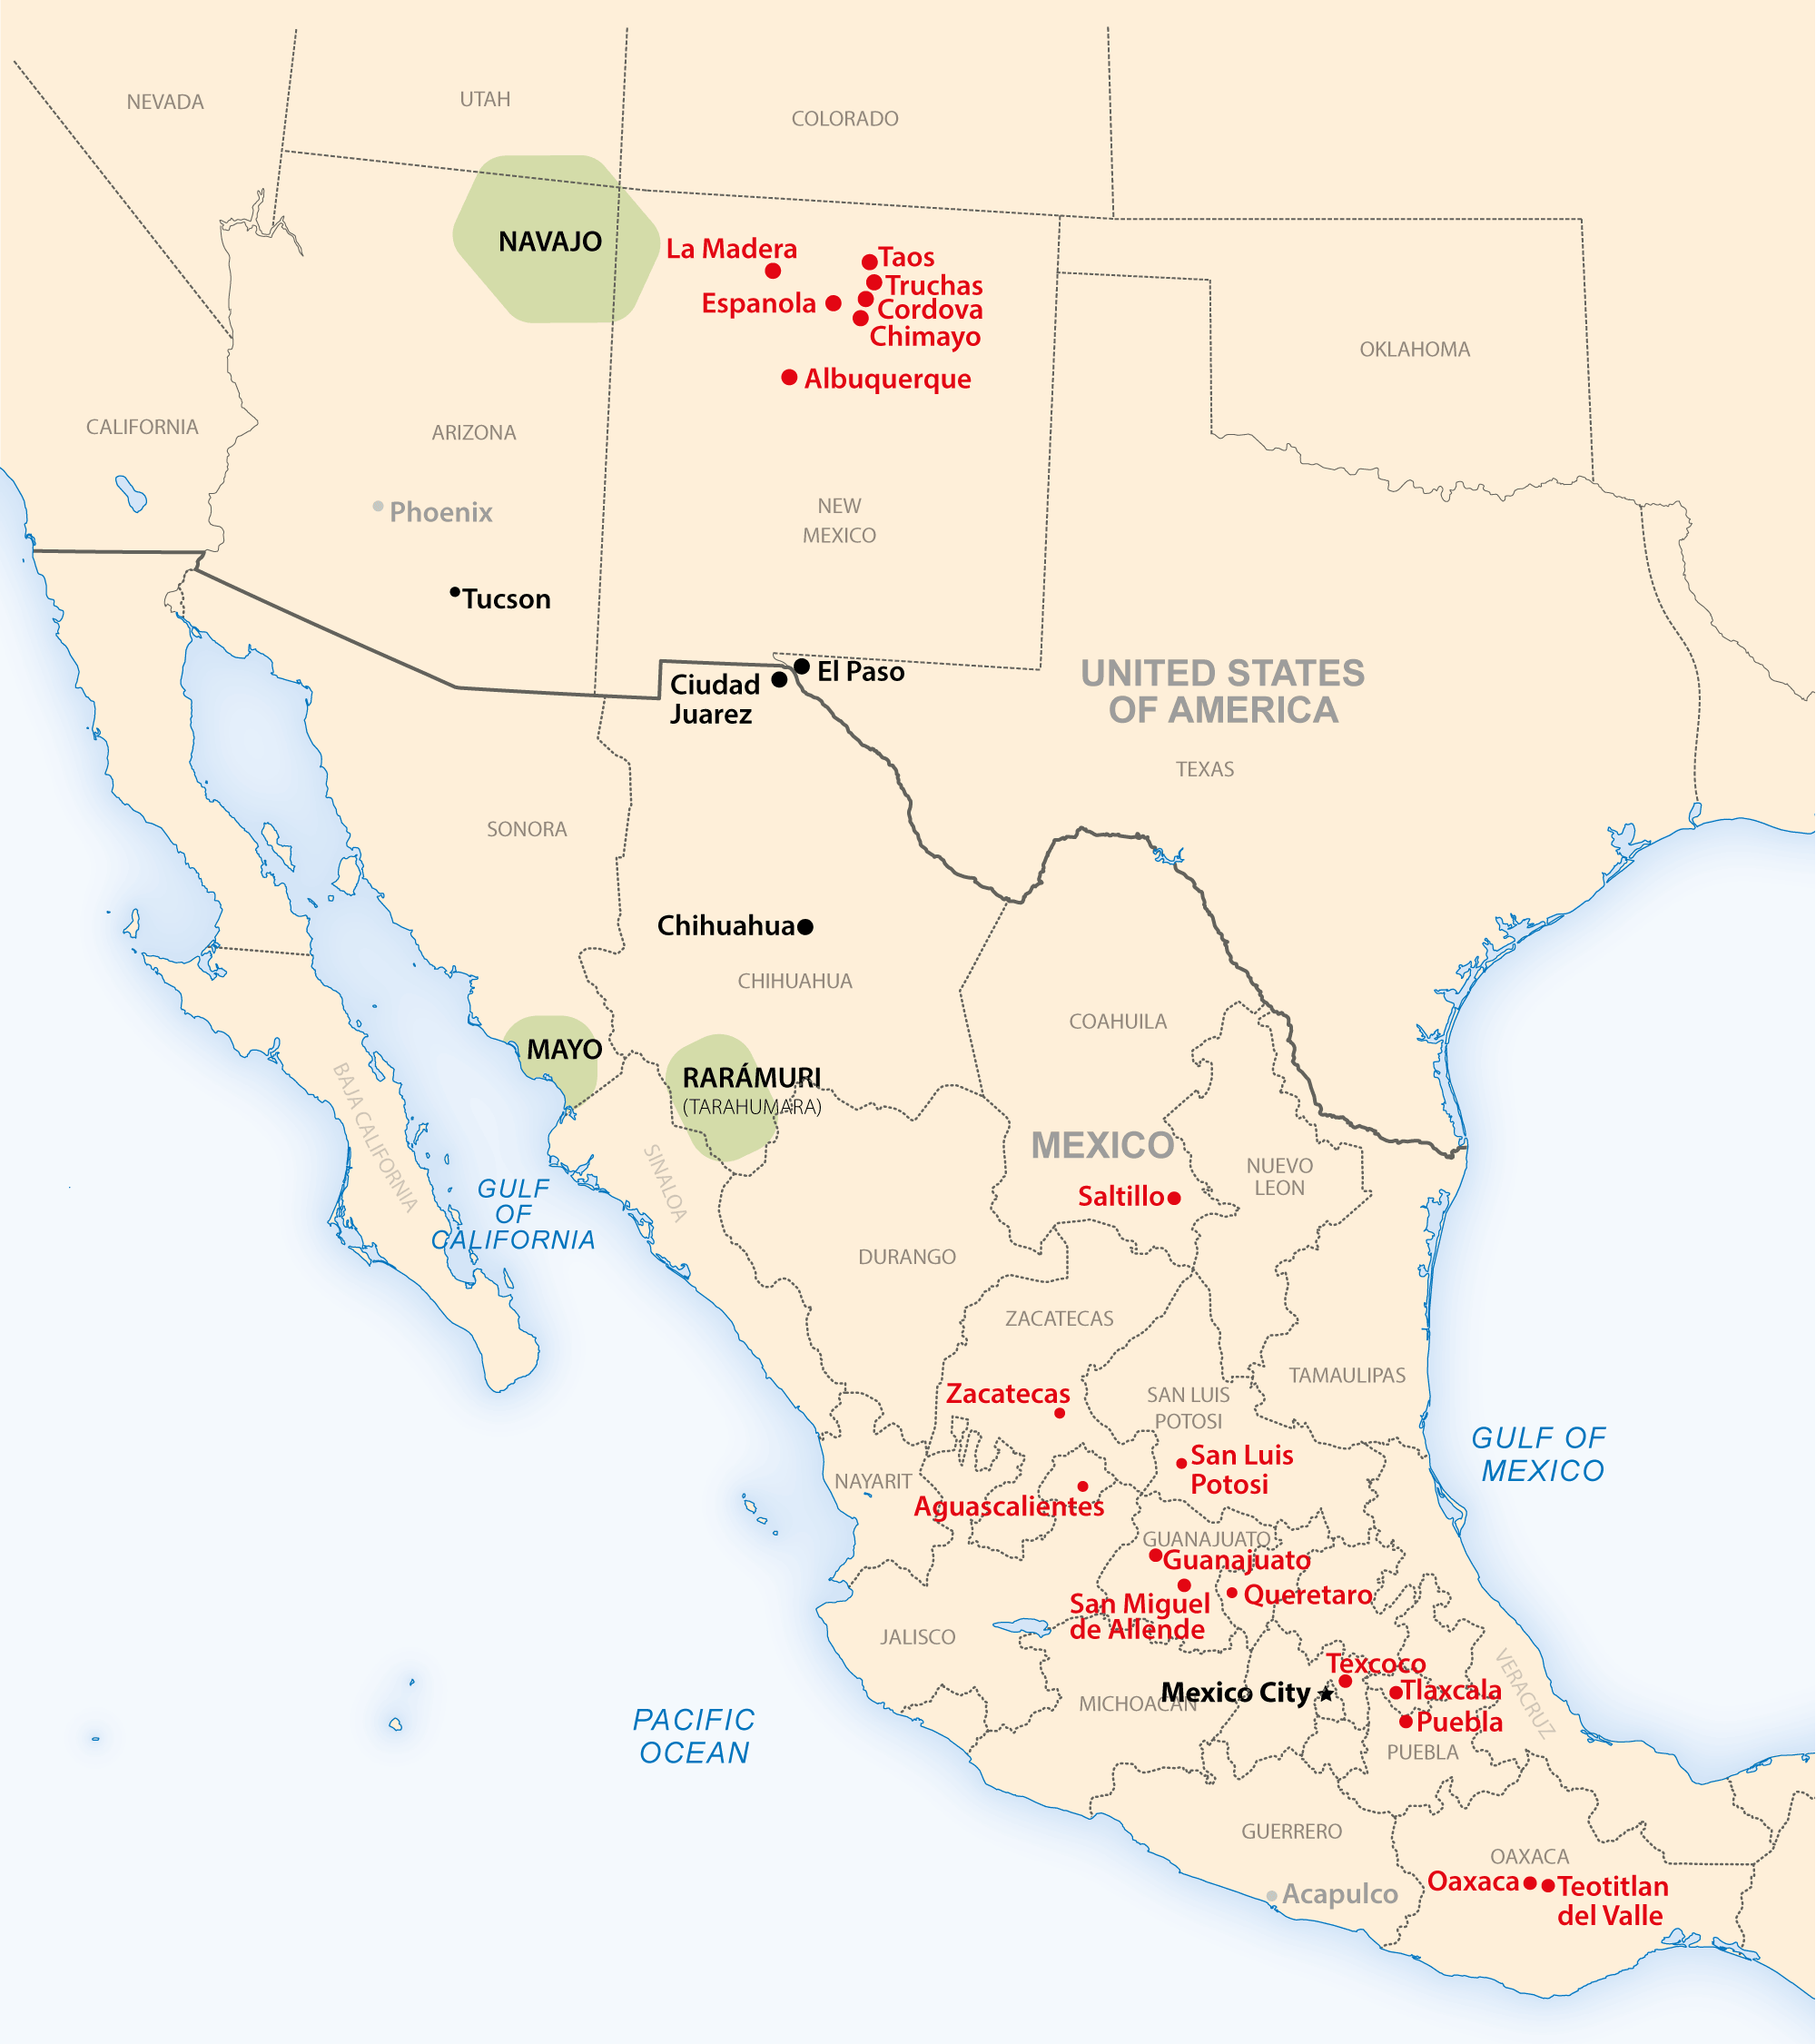 NEVADA
UTAH
COLORADO
NAVAJO
La Madera
Taos
Truchas
Espanola
Cordova
Chimayo
Albuquerque
OKLAHOMA
CALIFORNIA
ARIZONA
Phoenix
NEW
MEXICO
Tucson
El Paso
Ciudad
Juarez
UNITED STATES
OF AMERICA
TEXAS
SONORA
Chihuahua
CHIHUAHUA
COAHUILA
MAYO
RARÁMURI
(TARAHUMARA)
BAJA CALIFORNIA
SINALOA
MEXICO
NUEVO
LEON
Saltillo
GULF
OF
CALIFORNIA
DURANGO
ZACATECAS
TAMAULIPAS
Zacatecas
SAN LUIS
POTOSI
GULF OF
MEXICO
San Luis
Potosi
NAYARIT
Aguascalientes
GUANAJUATO
Guanajuato
Queretaro
San Miguel
de Allende
JALISCO
Texcoco
Mexico City
Tlaxcala
VERACRUZ
MICHOACAN
Puebla
PUEBLA
PACIFIC
OCEAN
GUERRERO
OAXACA
Acapulco
Oaxaca
Teotitlan
del Valle